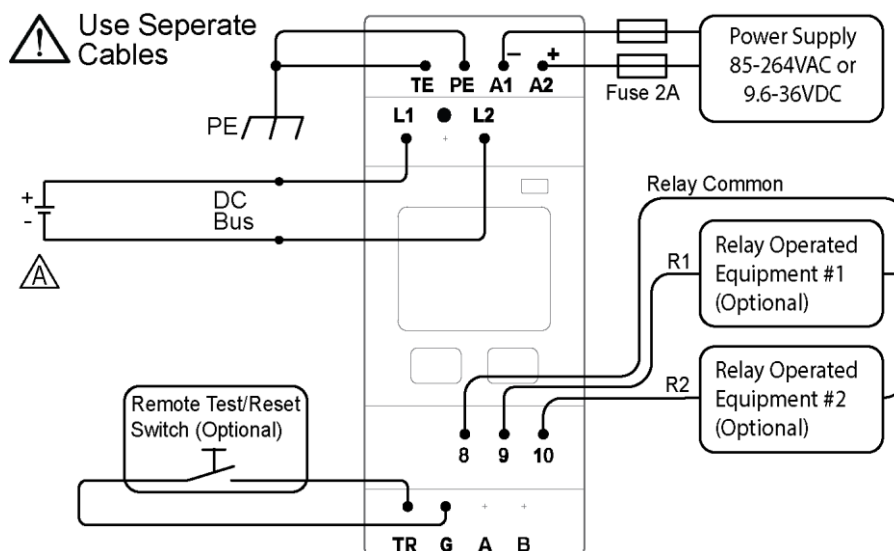 Use Seperate
Cables
TE PE A1 A2
− +
Fuse 2A
Power Supply
85-264VAC or
9.6-36VDC
PE
L1 L2
+
-
DC
Bus
A
Relay Common
R1
Relay Operated
Equipment #1
(Optional)
R2
Relay Operated
Equipment #2
(Optional)
Remote Test/Reset
Switch (Optional)
8 9 10
TR G A B